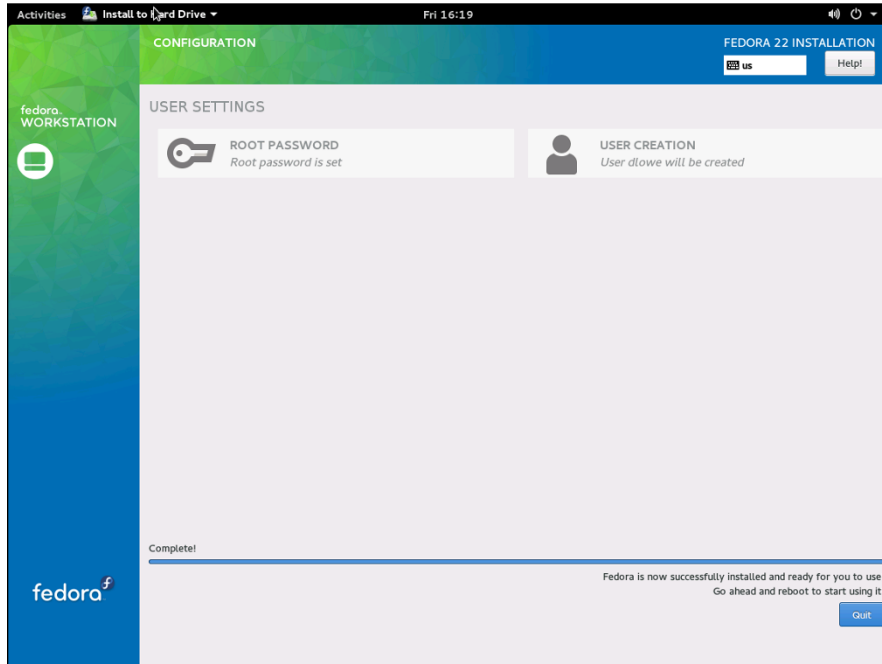 Activities Install to Hard Drive Fri 16:19
CONFIGURATION
FEDORA 22 INSTALLATION
us
Help!
fedora
WORKSTATION
USER SETTINGS
ROOT PASSWORD
Root password is set
USER CREATION
User dlowe will be created
Complete!
Fedora is now successfully installed and ready for you to use
Go ahead and reboot to start using it
Quit
fedora